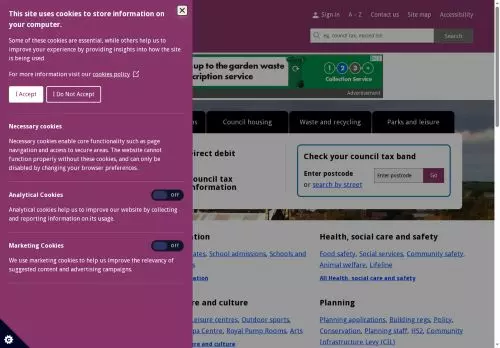 This site uses cookies to store information on
your computer.
Some of these cookies are essential, while others help us to
improve your experience by providing insights into how the site
is being used.
For more information visit our cookies policy
I Accept
I Do Not Accept
Necessary cookies
Necessary cookies enable core functionality such as page
navigation and access to secure areas. The website cannot
function properly without these cookies, and can only be
disabled by changing your browser preferences.
Analytical Cookies
OFF
Analytical cookies help us to improve our website by collecting
and reporting information on its usage.
Marketing Cookies
OFF
We use marketing cookies to help us improve the relevancy of
suggested content and advertising campaigns.
Sign in A - Z Contact us Site map Accessibility
eg. council tax, missed bin
Search
up to the garden waste
cription service
1 2 3
Collection Service
Advertisement
Council housing Waste and recycling Parks and leisure
irect debit
ouncil tax
nformation
Check your council tax band
Enter postcode
or search by street
Enter postcode
Go
ation
ates, School admissions, Schools and
ation
Health, social care and safety
Food safety, Social services, Community safety,
Animal welfare, Lifeline
All Health, social care and safety
re and culture
Leisure centres, Outdoor sports,
pa Centre, Royal Pump Rooms, Arts
re and culture
Planning
Planning applications, Building regs, Policy,
Conservation, Planning staff, HS2, Community
Infrastructure Levy (CIL)